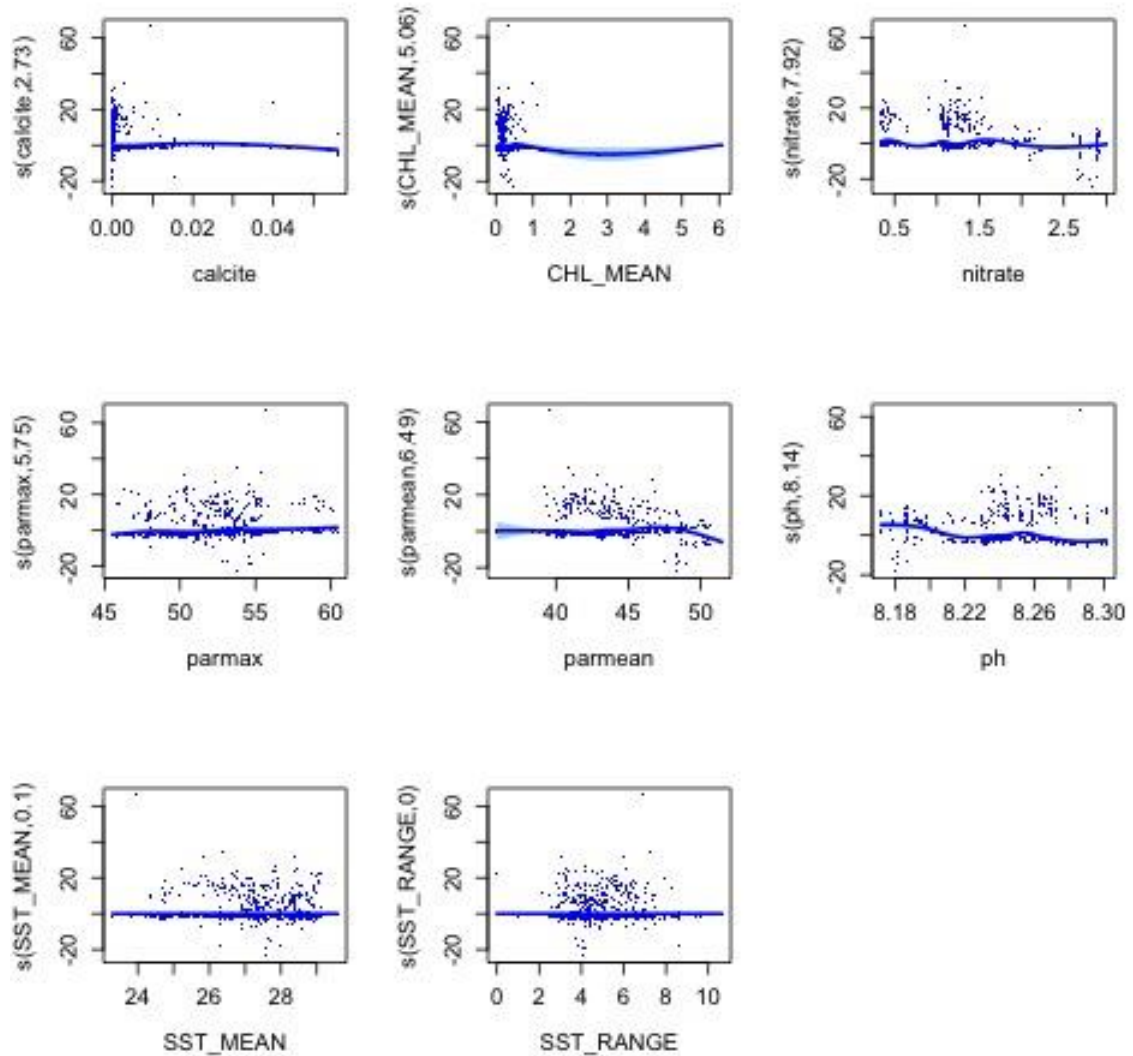 s(calcite,2.73)
60
20
-20
0.00 0.02 0.04
calcite
s(CHL_MEAN,5.06)
60
20
-20
0 1 2 3 4 5 6
CHL_MEAN
s(nitrate,7.92)
60
20
-20
0.5 1.5 2.5
nitrate
s(parmax,5.75)
60
20
-20
45 50 55 60
parmax
s(parmean,6.49)
60
20
-20
40 45 50
parmean
s(ph,8.14)
60
20
-20
8.18 8.22 8.26 8.30
ph
s(SST_MEAN,0.1)
60
20
-20
24 26 28
SST_MEAN
s(SST_RANGE,0)
60
20
-20
0 2 4 6 8 10
SST_RANGE